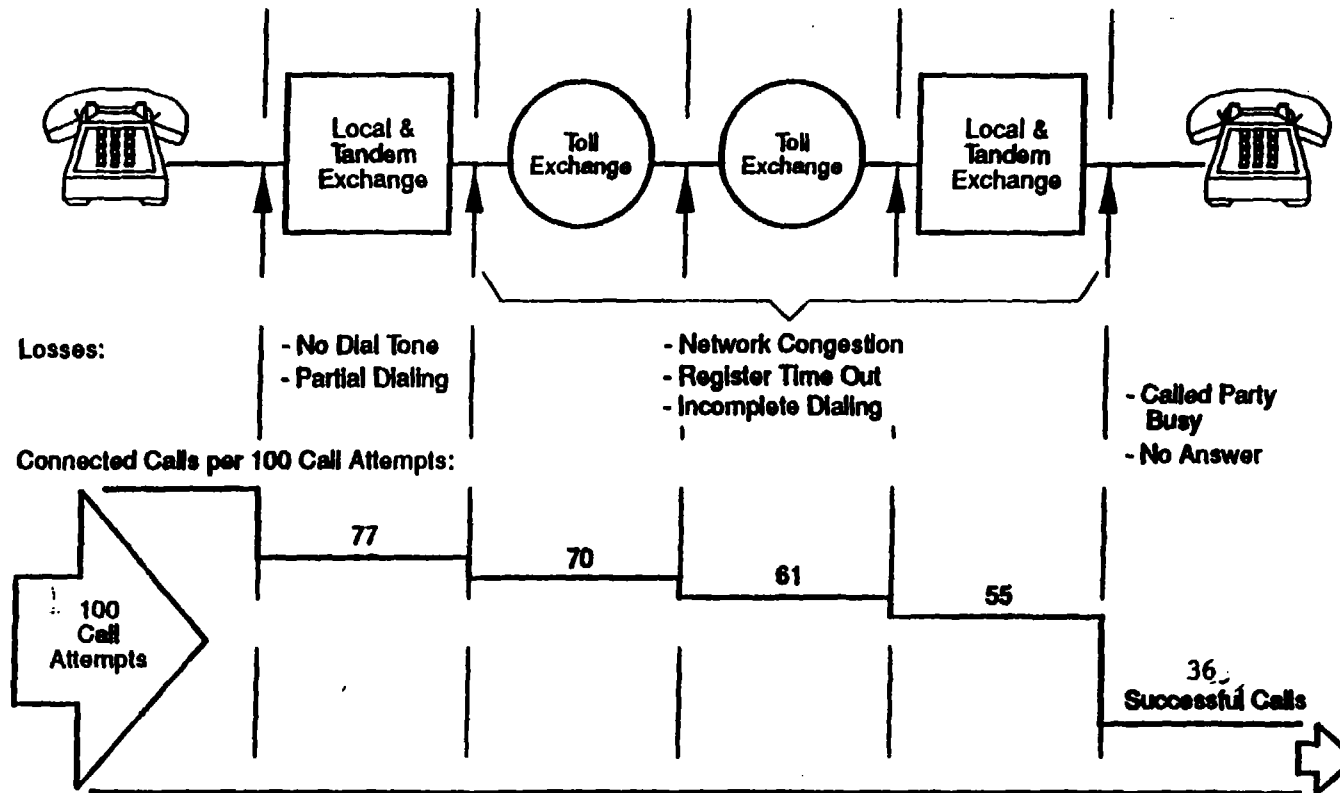 Local &
Tandem
Exchange
Toll
Exchange
Toll
Exchange
Local &
Tandem
Exchange
Losses:
- No Dial Tone
- Partial Dialing
- Network Congestion
- Register Time Out
- Incomplete Dialing
- Called Party
Busy
- No Answer
Connected Calls per 100 Call Attempts:
100
Call
Attempts
77
70
61
55
36
Successful Calls